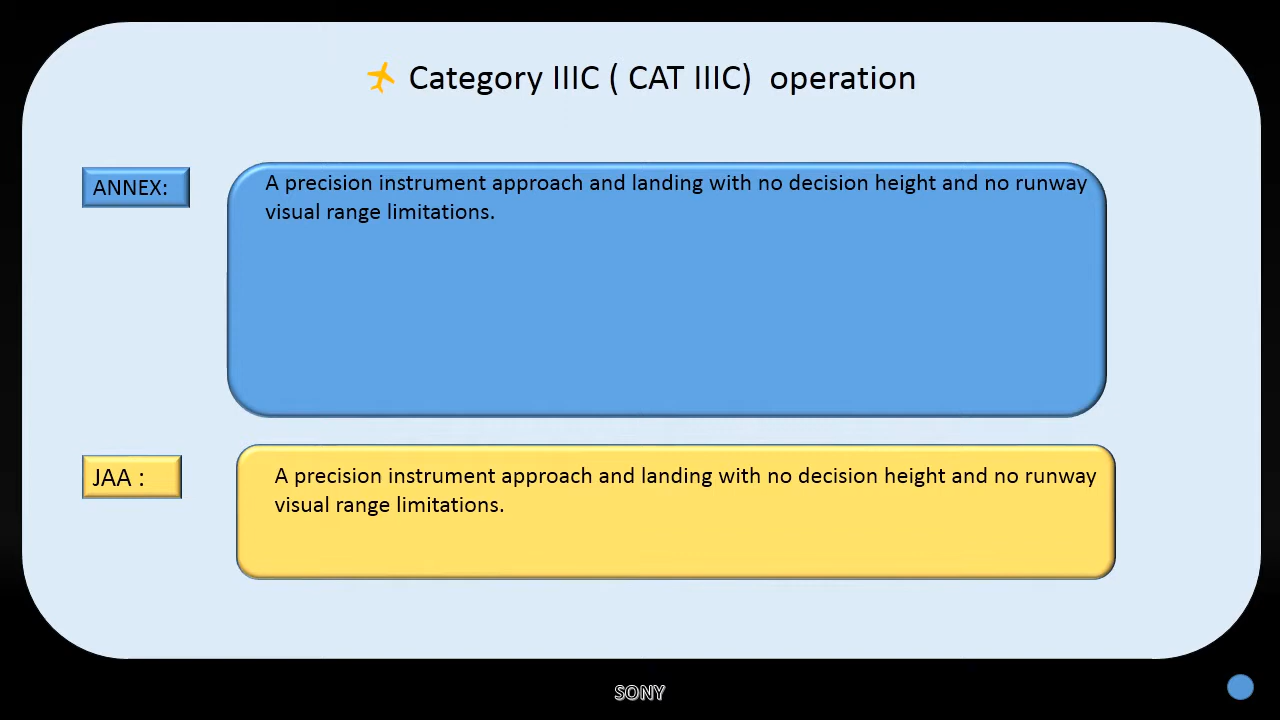 Category IIIC ( CAT IIIC) operation
ANNEX:
A precision instrument approach and landing with no decision height and no runway
visual range limitations.
JAA :
A precision instrument approach and landing with no decision height and no runway
visual range limitations.
SONY